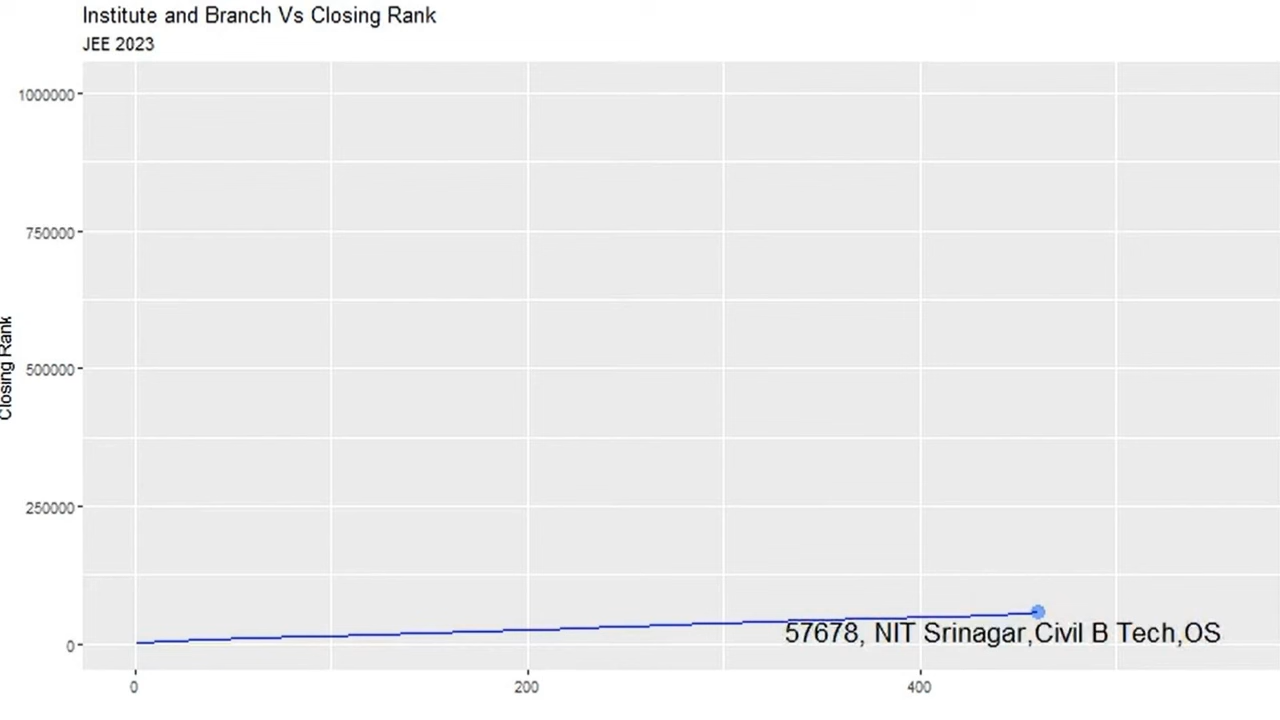 Institute and Branch Vs Closing Rank
JEE 2023
1000000
750000
500000
250000
0
Closing Rank
57678, NIT Srinagar,Civil B Tech,OS
0
200
400